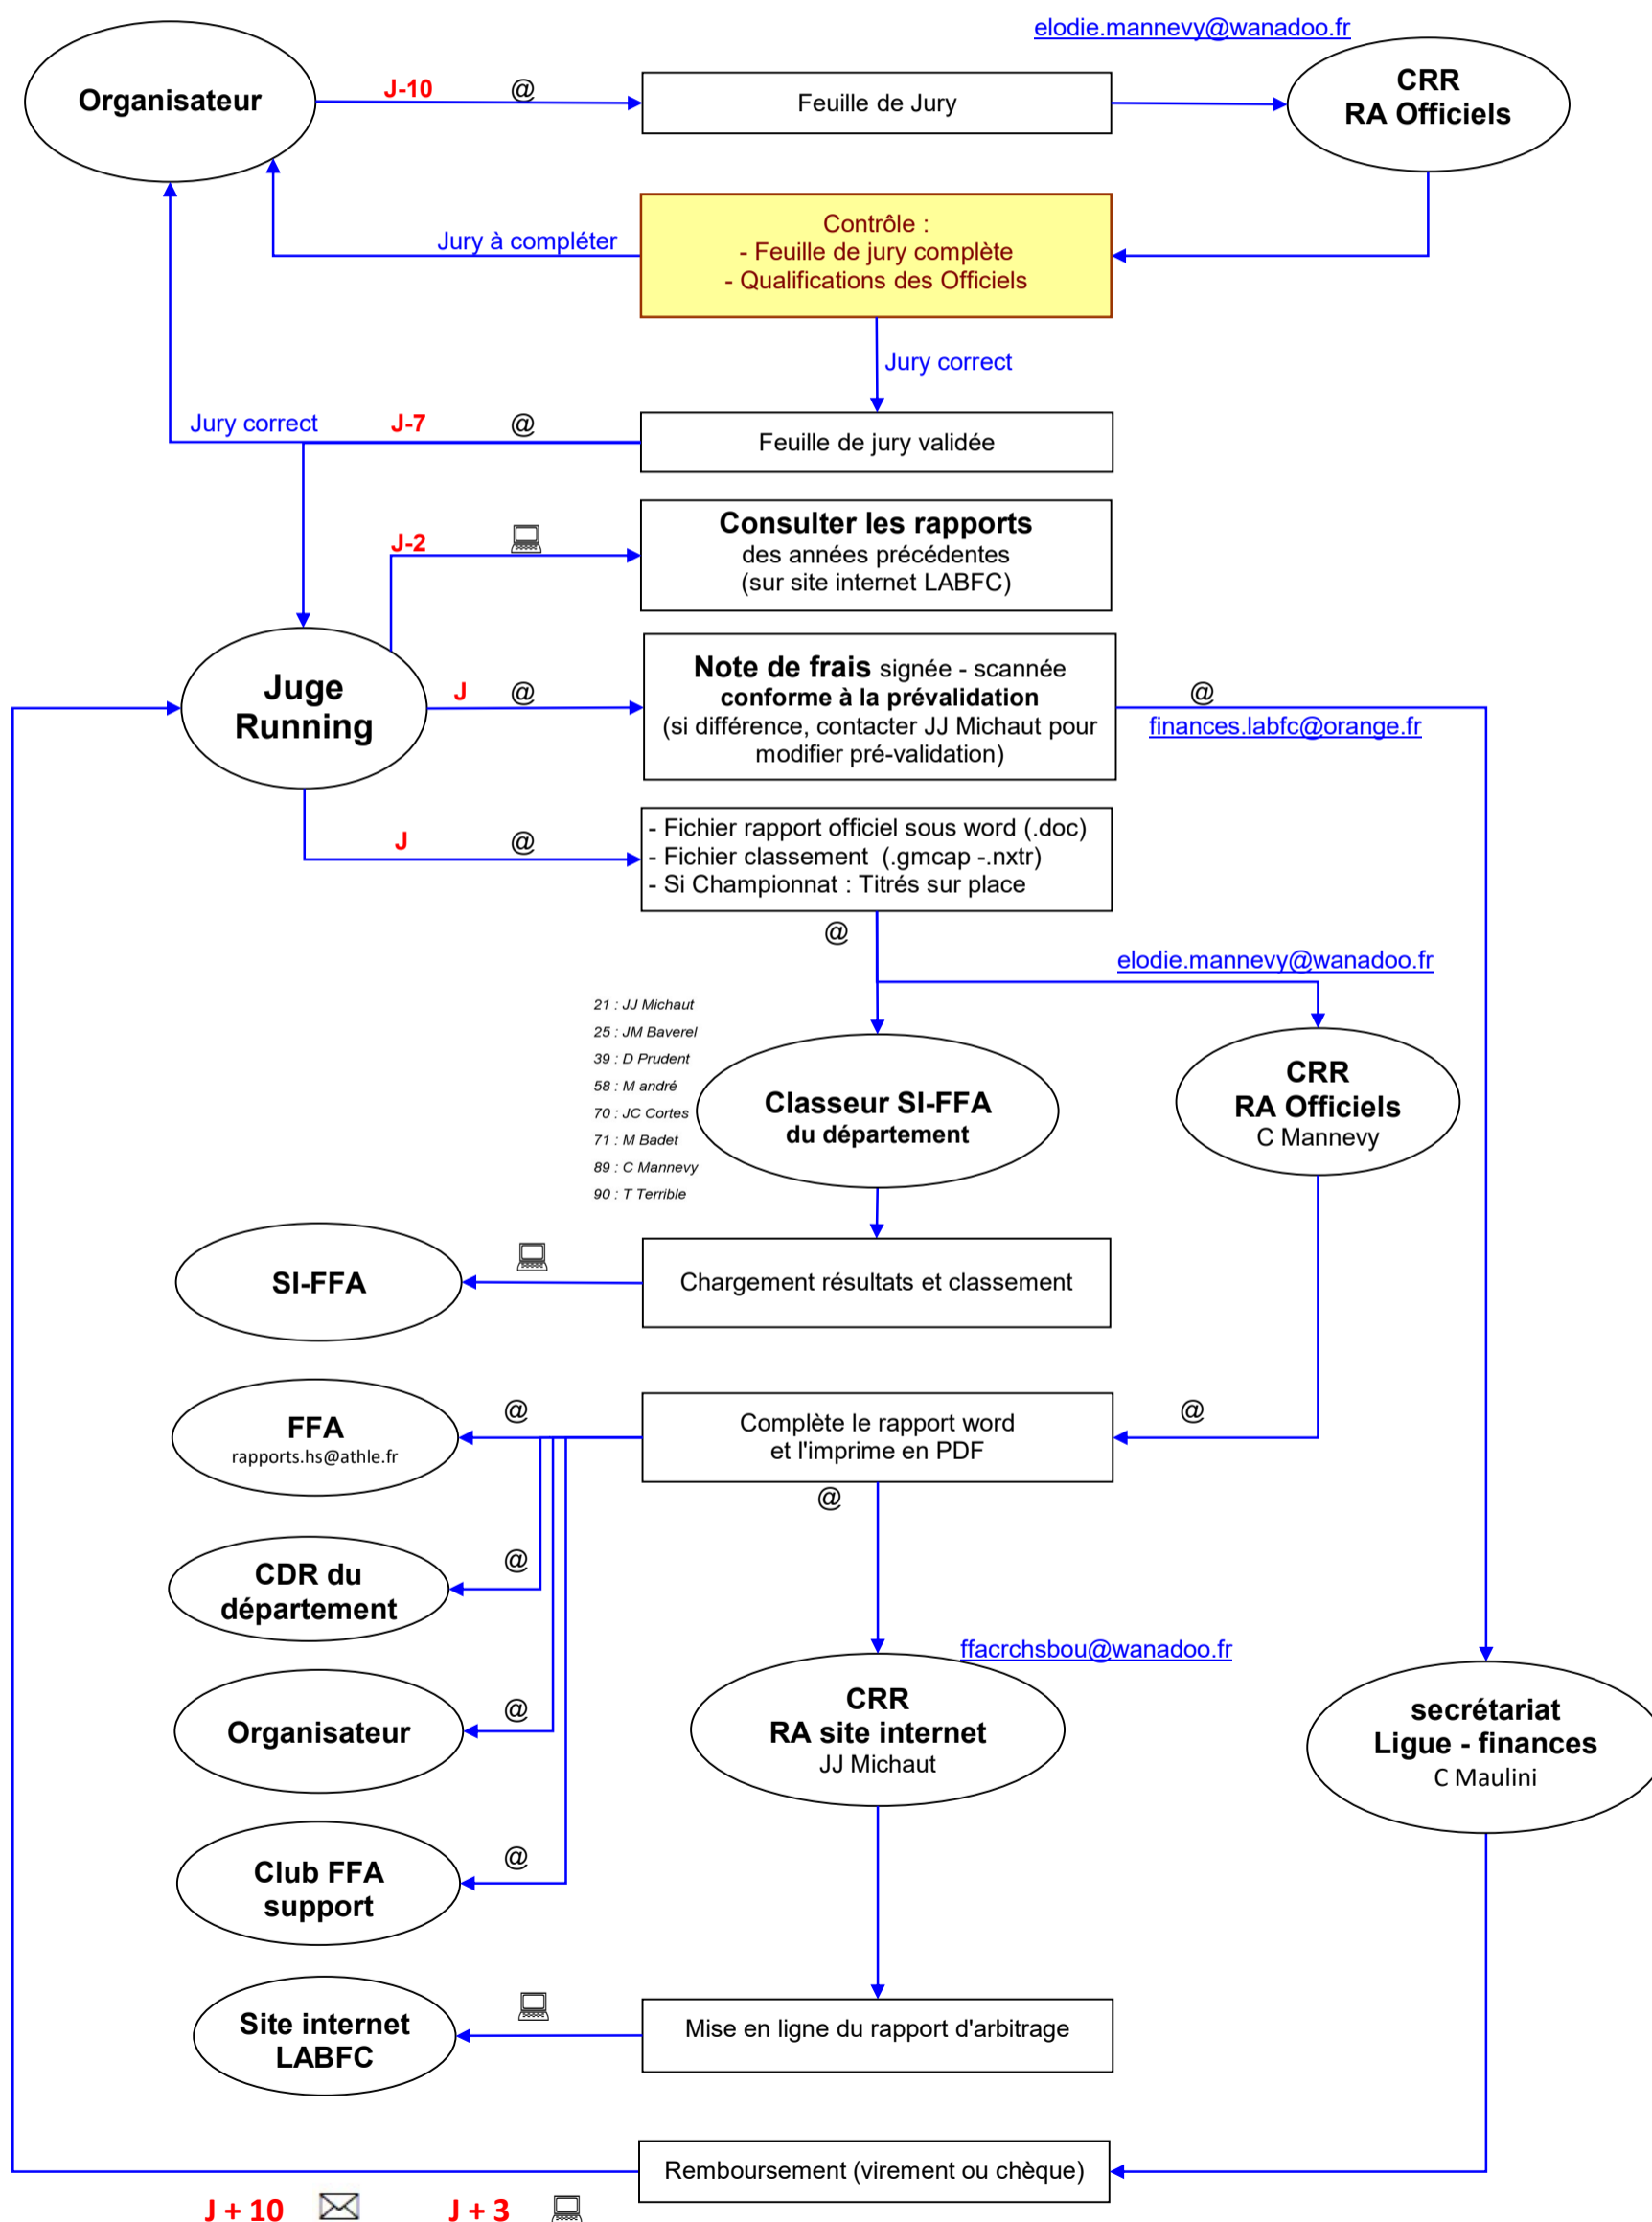 elodie.mannevy@wanadoo.fr
Organisateur
J-10 @
Feuille de Jury
CRR
RA Officiels
Contrôle :
- Feuille de jury complète
- Qualifications des Officiels
Jury à compléter
Jury correct
Jury correct
J-7 @
Feuille de jury validée
J-2
Consulter les rapports
des années précédentes
(sur site internet LABFC)
Juge
Running
J @
Note de frais signée - scannée
conforme à la prévalidation
(si différence, contacter JJ Michaut pour
modifier pré-validation)
@
finances.labfc@orange.fr
J @
- Fichier rapport officiel sous word (.doc)
- Fichier classement  (.gmcap -.nxtr)
- Si Championnat : Titrés sur place
@
elodie.mannevy@wanadoo.fr
21 : JJ Michaut
25 : JM Baverel
39 : D Prudent
58 : M andré
70 : JC Cortes
71 : M Badet
89 : C Mannevy
90 : T Terrible
Classeur SI-FFA
du département
CRR
RA Officiels
C Mannevy
SI-FFA
Chargement résultats et classement
FFA
rapports.hs@athle.fr
@
Complète le rapport word
et l'imprime en PDF
@
@
CDR du
département
@
Organisateur
@
ffacrchsbou@wanadoo.fr
CRR
RA site internet
JJ Michaut
secrétariat
Ligue - finances
C Maulini
Club FFA
support
@
Site internet
LABFC
Mise en ligne du rapport d'arbitrage
Remboursement (virement ou chèque)
J + 10
J + 3